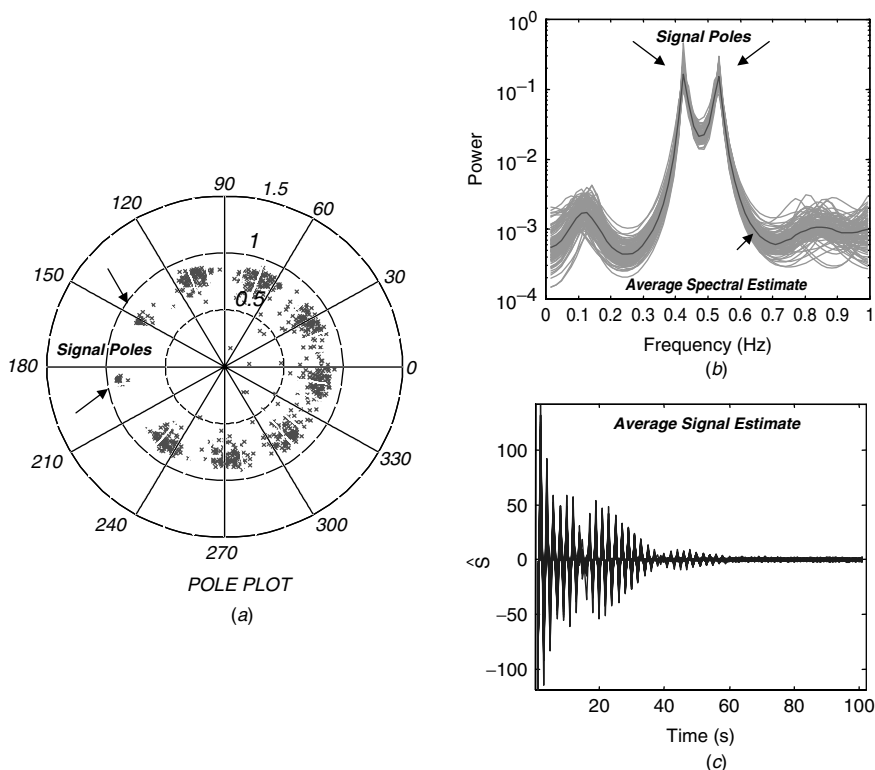 90
1.5
120
60
1
150
30
0.5
Signal Poles
180
0
210
330
240
300
270
POLE PLOT
(a)
10^0
Signal Poles
10^−1
Power
10^−2
10^−3
Average Spectral Estimate
10^−4
0 0.1 0.2 0.3 0.4 0.5 0.6 0.7 0.8 0.9 1
Frequency (Hz)
(b)
Average Signal Estimate
100
50
Ŝ
0
−50
−100
20 40 60 80 100
Time (s)
(c)